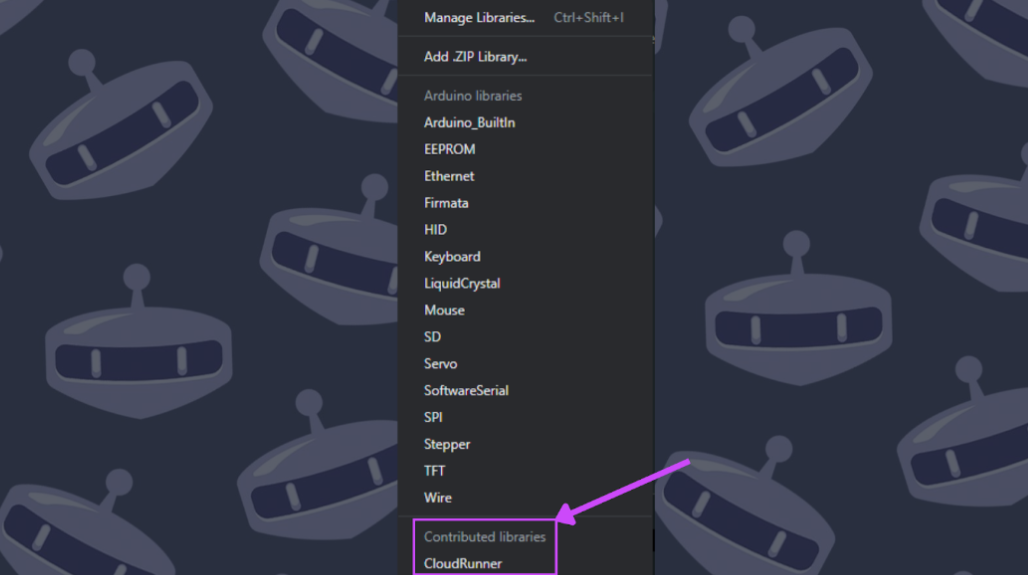 Manage Libraries... Ctrl+Shift+I
Add .ZIP Library...
Arduino libraries
Arduino_BuiltIn
EEPROM
Ethernet
Firmata
HID
Keyboard
LiquidCrystal
Mouse
SD
Servo
SoftwareSerial
SPI
Stepper
TFT
Wire
Contributed libraries
CloudRunner